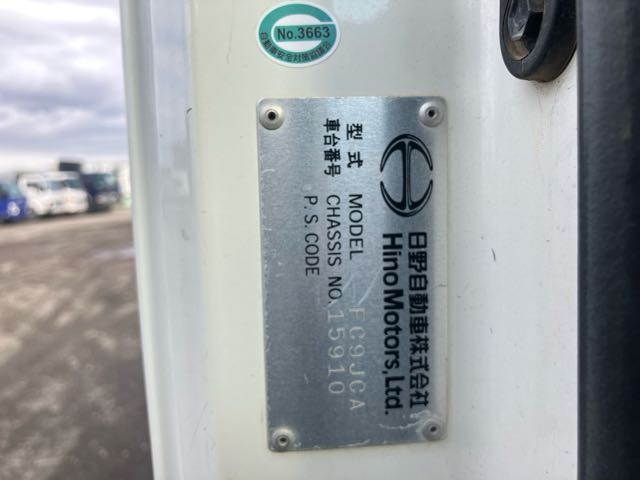 No.3663
日野自動車株式会社
HinoMotors,Ltd.
型式 MODEL FC9JCA
車台番号 CHASSIS NO. 15910
P.S.CODE